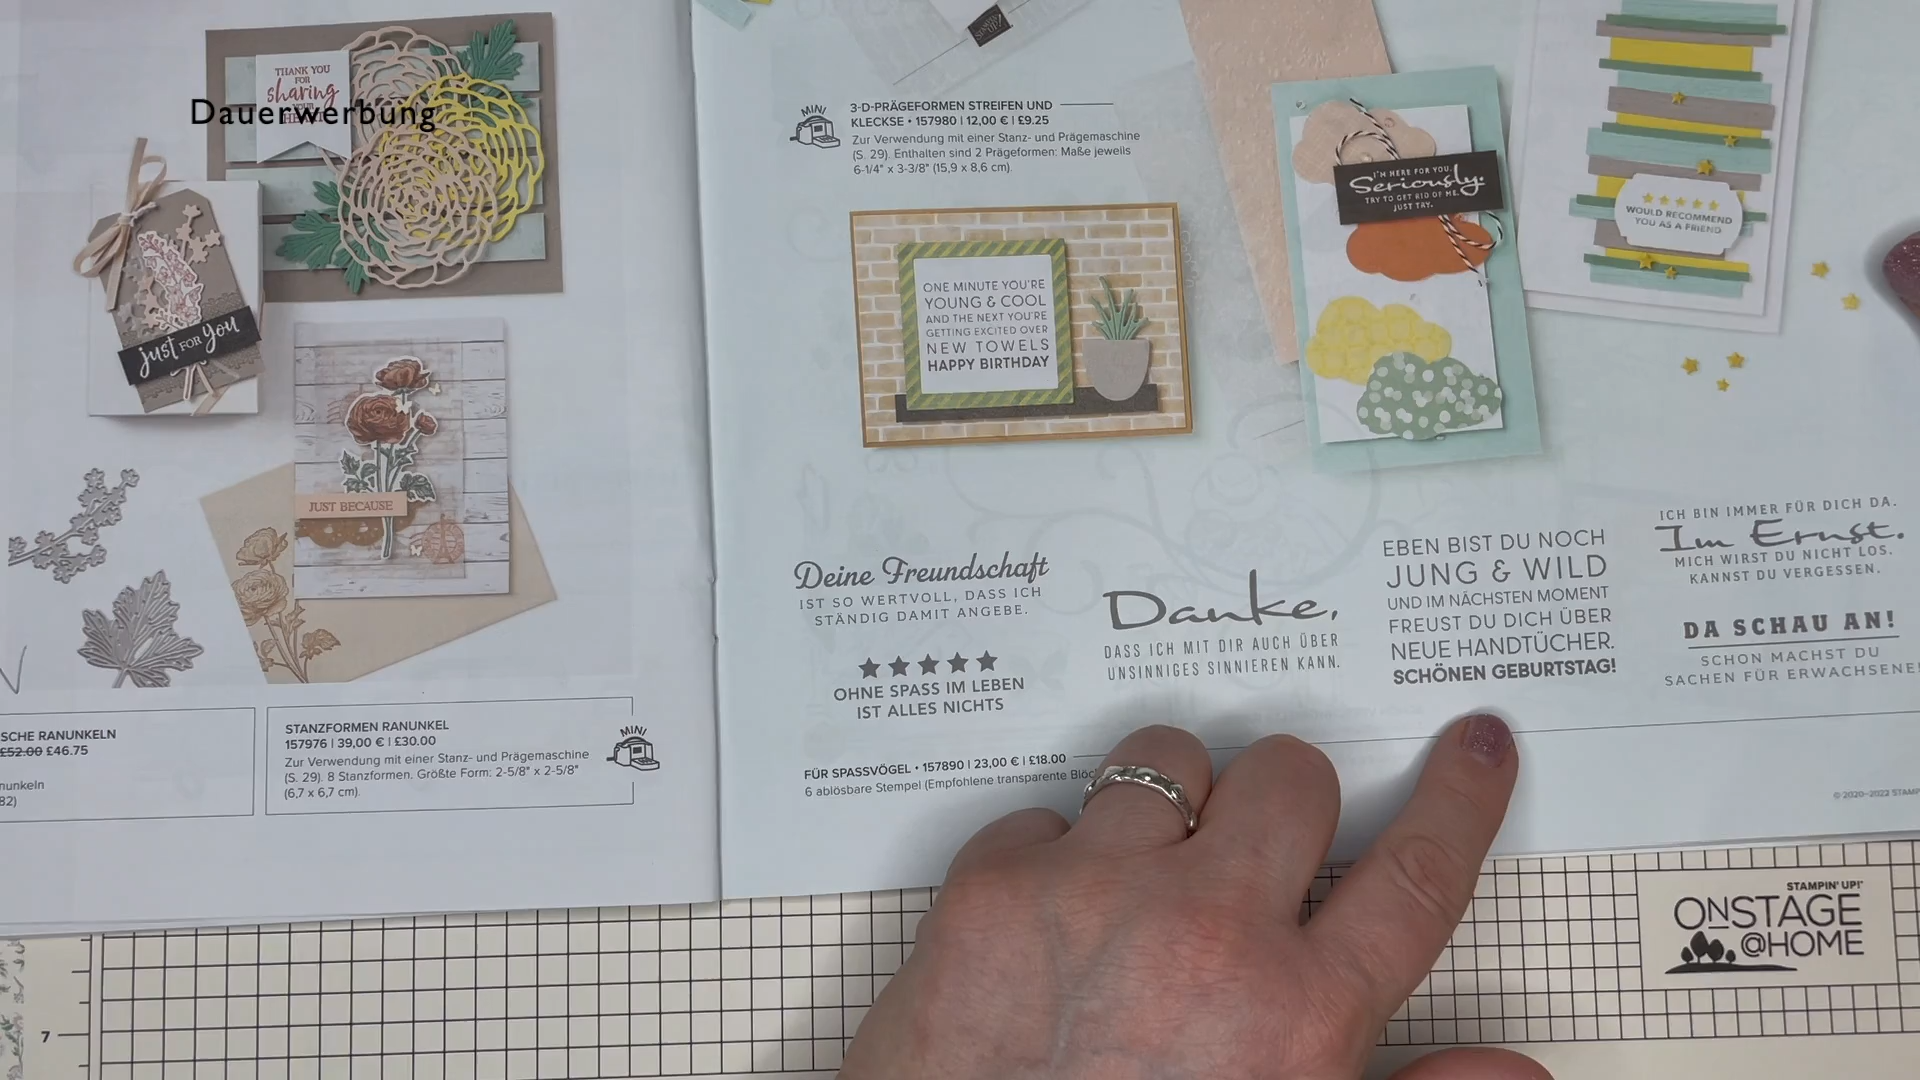 Dauerwerbung
THANK YOU
FOR
sharing
YOUR
HEART
just FOR you
JUST BECAUSE
SCHE RANUNKELN
£52.00 £46.75
nunkeln
82)
STANZFORMEN RANUNKEL
157976 | 39,00 € | £30.00
Zur Verwendung mit einer Stanz- und Prägemaschine
(S. 29). 8 Stanzformen. Größte Form: 2-5/8" x 2-5/8"
(6,7 x 6,7 cm).
MINI
MINI
3-D-PRÄGEFORMEN STREIFEN UND
KLECKSE • 157980 | 12,00 € | £9.25
Zur Verwendung mit einer Stanz- und Prägemaschine
(S. 29). Enthalten sind 2 Prägeformen: Maße jeweils
6-1/4" x 3-3/8" (15,9 x 8,6 cm).
ONE MINUTE YOU'RE
YOUNG & COOL
AND THE NEXT YOU'RE
GETTING EXCITED OVER
NEW TOWELS
HAPPY BIRTHDAY
I'M HERE FOR YOU.
Seriously.
TRY TO GET RID OF ME.
JUST TRY.
WOULD RECOMMEND
YOU AS A FRIEND
Deine Freundschaft
IST SO WERTVOLL, DASS ICH
STÄNDIG DAMIT ANGEBE.
OHNE SPASS IM LEBEN
IST ALLES NICHTS
Danke,
DASS ICH MIT DIR AUCH ÜBER
UNSINNIGES SINNIEREN KANN.
EBEN BIST DU NOCH
JUNG & WILD
UND IM NÄCHSTEN MOMENT
FREUST DU DICH ÜBER
NEUE HANDTÜCHER.
SCHÖNEN GEBURTSTAG!
ICH BIN IMMER FÜR DICH DA.
Im Ernst.
MICH WIRST DU NICHT LOS.
KANNST DU VERGESSEN.
DA SCHAU AN!
SCHON MACHST DU
SACHEN FÜR ERWACHSENE!
FÜR SPASSVÖGEL • 157890 | 23,00 € | £18.00
6 ablösbare Stempel (Empfohlene transparente Blöc
© 2020–2022 STAMP
STAMPIN' UP!
ONSTAGE
@HOME
7